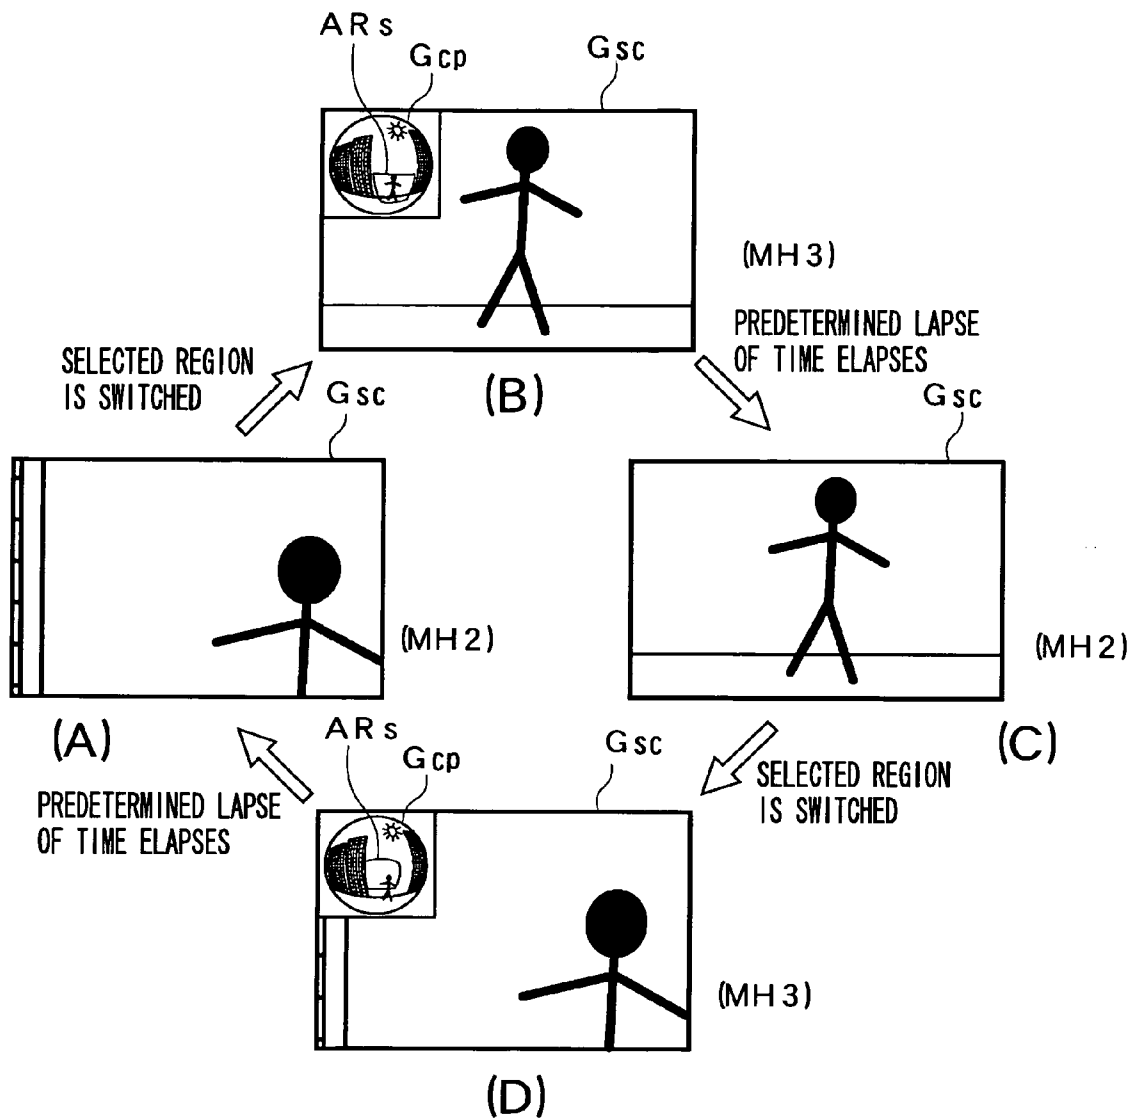 ARs
Gcp
Gsc
(MH3)
PREDETERMINED LAPSE
OF TIME ELAPSES
SELECTED REGION
IS SWITCHED
(B)
Gsc
Gsc
(MH2)
(MH2)
(A)
(C)
ARs
Gcp
Gsc
SELECTED REGION
IS SWITCHED
PREDETERMINED LAPSE
OF TIME ELAPSES
(MH3)
(D)